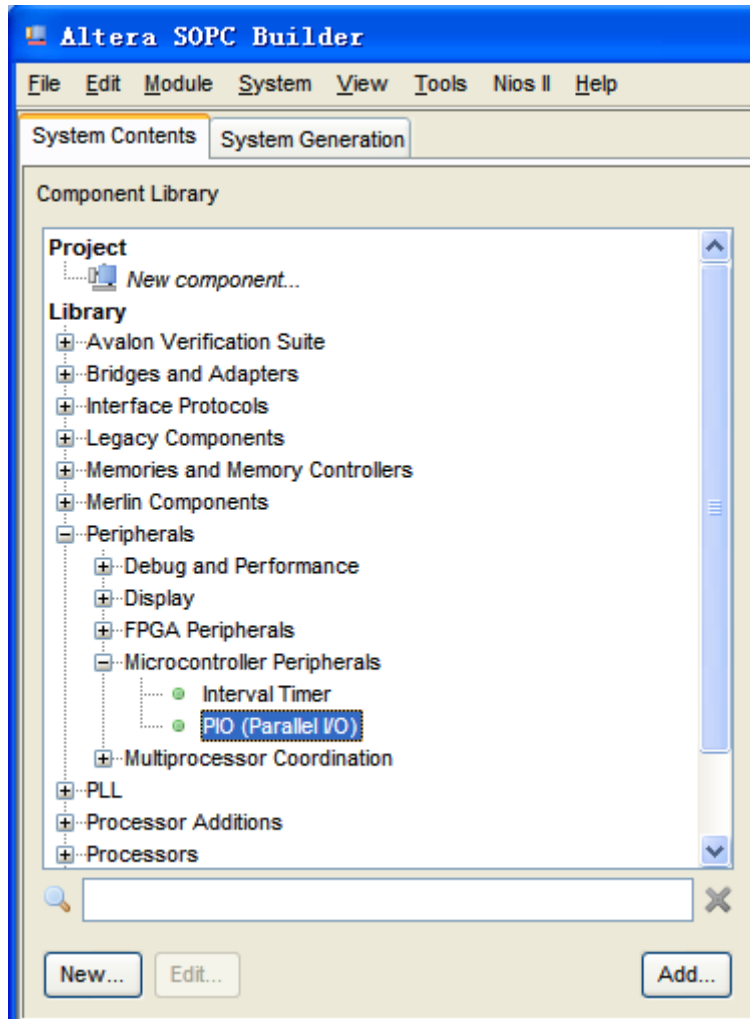 Altera SOPC Builder
File Edit Module System View Tools Nios II Help
System Contents System Generation
Component Library
Project
New component...
Library
Avalon Verification Suite
Bridges and Adapters
Interface Protocols
Legacy Components
Memories and Memory Controllers
Merlin Components
Peripherals
Debug and Performance
Display
FPGA Peripherals
Microcontroller Peripherals
Interval Timer
PIO (Parallel I/O)
Multiprocessor Coordination
PLL
Processor Additions
Processors
New... Edit... Add...